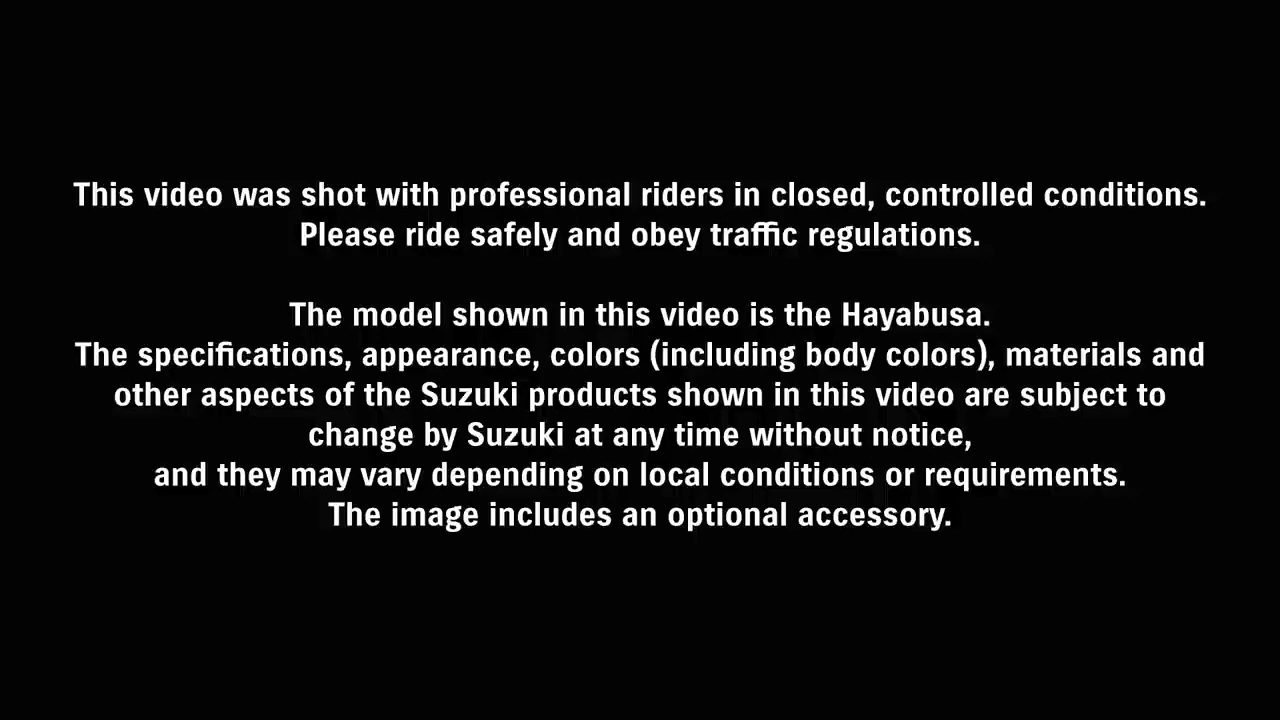 This video was shot with professional riders in closed, controlled conditions.
Please ride safely and obey traffic regulations.
The model shown in this video is the Hayabusa.
The specifications, appearance, colors (including body colors), materials and
other aspects of the Suzuki products shown in this video are subject to
change by Suzuki at any time without notice,
and they may vary depending on local conditions or requirements.
The image includes an optional accessory.